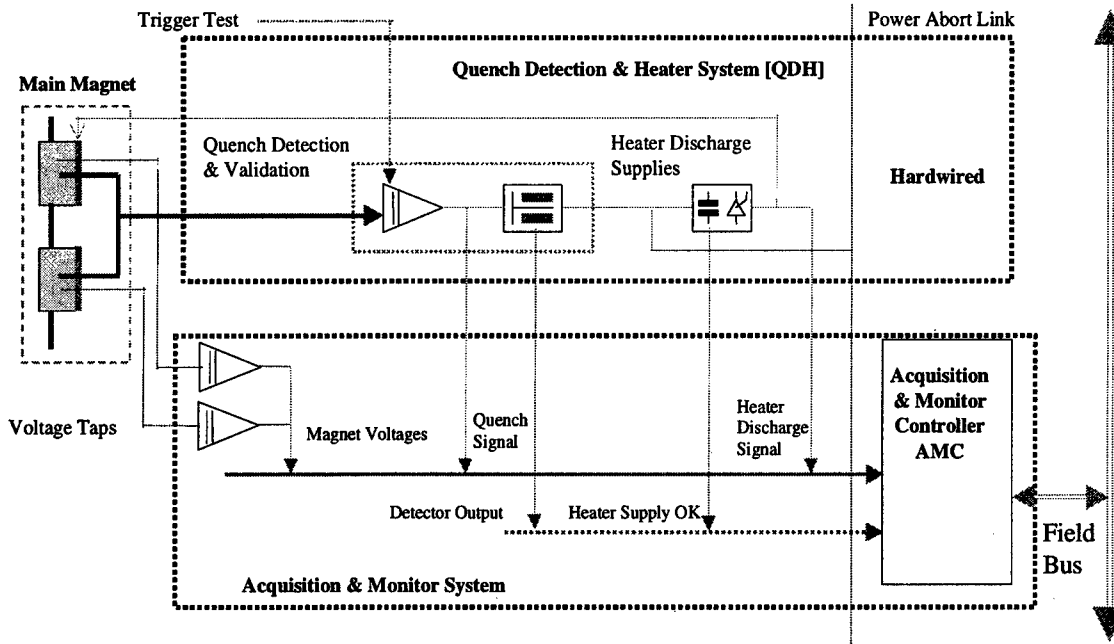 Trigger Test
Power Abort Link
Quench Detection & Heater System [QDH]
Main Magnet
Quench Detection
& Validation
Heater Discharge
Supplies
Hardwired
Acquisition
& Monitor
Controller
AMC
Voltage Taps
Magnet Voltages
Quench
Signal
Heater
Discharge
Signal
Detector Output
Heater Supply OK
Field
Bus
Acquisition & Monitor System